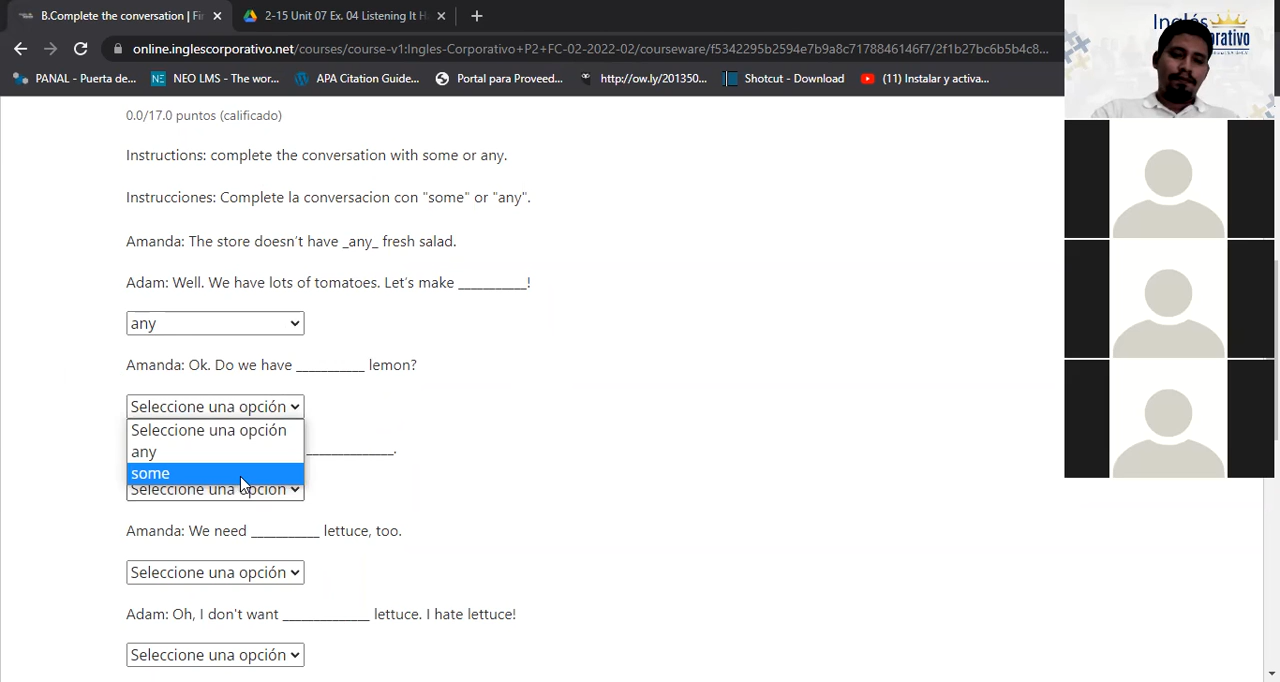 B.Complete the conversation | Fi
2-15 Unit 07 Ex. 04 Listening It H
online.inglescorporativo.net/courses/course-v1:Ingles-Corporativo+P2+FC-02-2022-02/courseware/f5342295b2594e7b9a8c7178846146f7/2f1b27bc6b5b4c8...
PANAL - Puerta de... NEO LMS - The wor... APA Citation Guide... Portal para Proveed... http://ow.ly/201350... Shotcut - Download (11) Instalar y activa...
0.0/17.0 puntos (calificado)
Instructions: complete the conversation with some or any.
Instrucciones: Complete la conversacion con "some" or "any".
Amanda: The store doesn't have _any_ fresh salad.
Adam: Well. We have lots of tomatoes. Let's make ___________!
any
Amanda: Ok. Do we have ___________ lemon?
Seleccione una opción
Seleccione una opción
any
______________.
some
Seleccione una opción
Amanda: We need ___________ lettuce, too.
Seleccione una opción
Adam: Oh, I don't want ______________ lettuce. I hate lettuce!
Seleccione una opción
Inglés